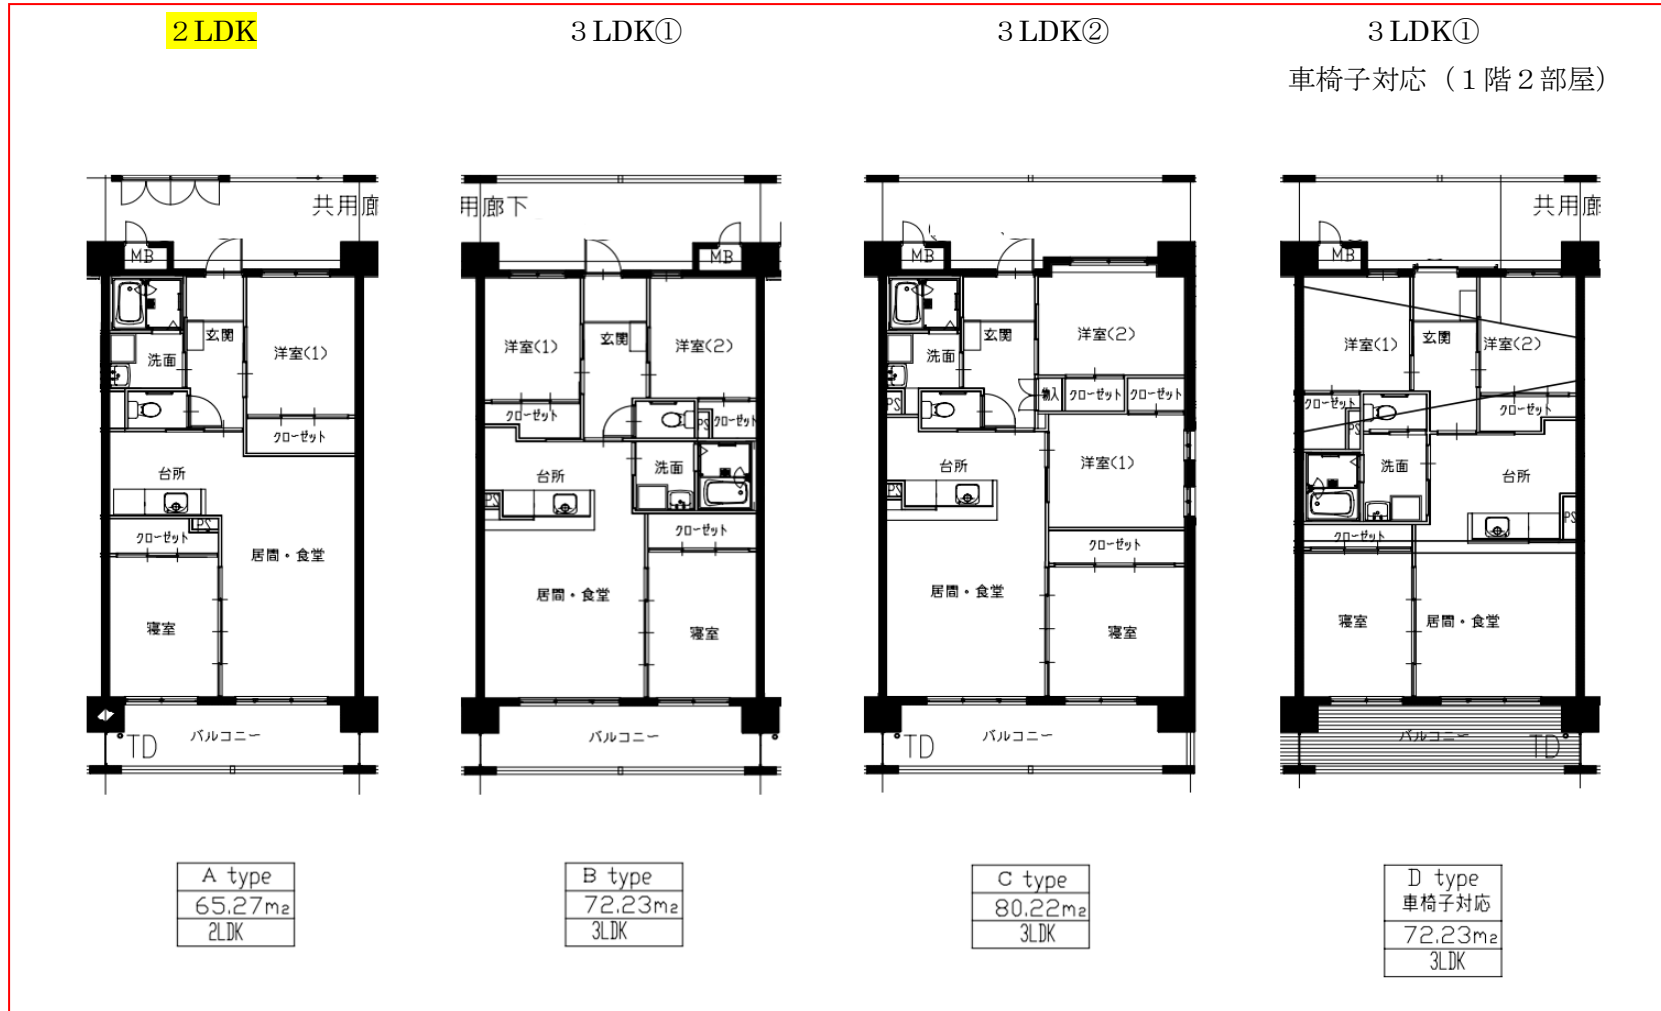 ２LDK
３LDK①
３LDK②
３LDK①
車椅子対応（１階２部屋）
共用廊
MB
玄関
洗面
洋室(1)
クローゼット
台所
PS
クローゼット
居間・食堂
寝室
バルコニー
TD
A type
65.27m2
2LDK
用廊下
MB
洋室(1)
玄関
洋室(2)
クローゼット
PS
クローゼット
台所
洗面
PS
クローゼット
居間・食堂
寝室
バルコニー
B type
72.23m2
3LDK
MB
玄関
洋室(2)
洗面
物入
クローゼット
クローゼット
PS
台所
洋室(1)
PS
クローゼット
居間・食堂
寝室
バルコニー
TD
C type
80.22m2
3LDK
共用廊
MB
洋室(1)
玄関
洋室(2)
クローゼット
PS
クローゼット
洗面
台所
PS
クローゼット
寝室
居間・食堂
バルコニー
TD
D type
車椅子対応
72.23m2
3LDK